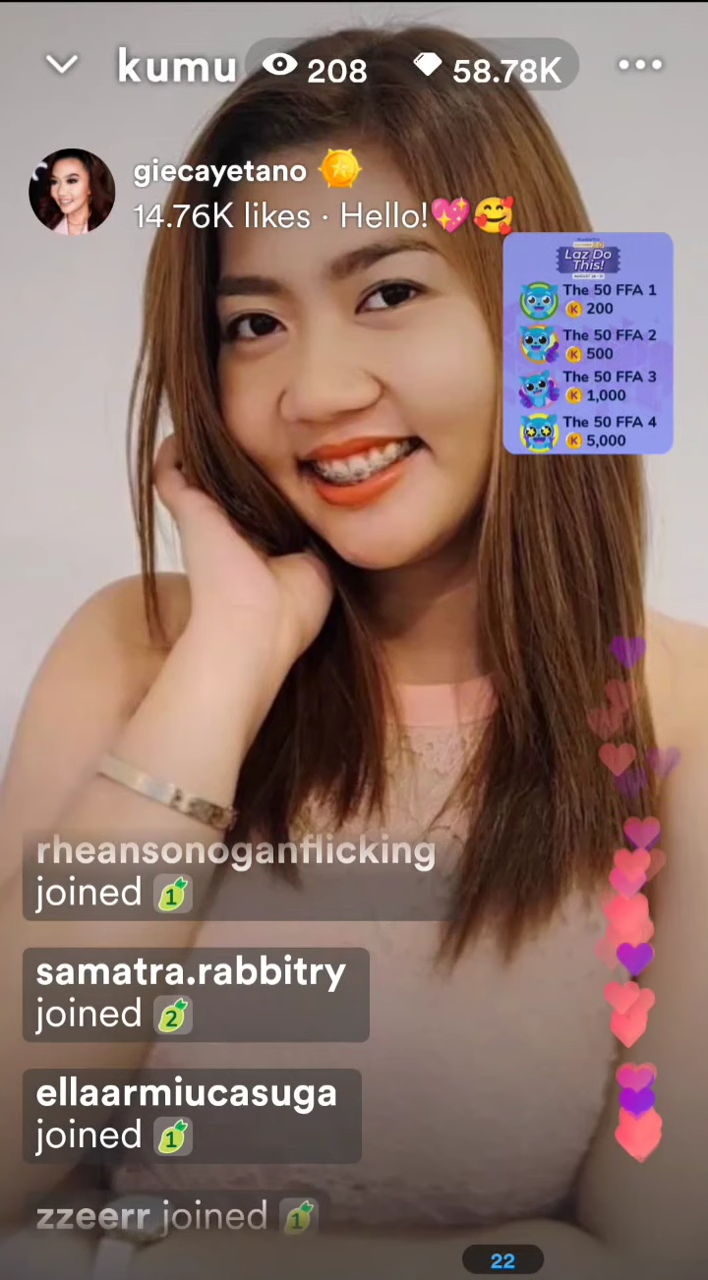 kumu 208 58.78K
giecayetano
14.76K likes · Hello!💖🥰
Laz Do
This!
The 50 FFA 1
K 200
The 50 FFA 2
K 500
The 50 FFA 3
K 1,000
The 50 FFA 4
K 5,000
rheansonoganflicking
joined 1
samatra.rabbitry
joined 2
ellaarmiucasuga
joined 1
zzeerr joined 1
22